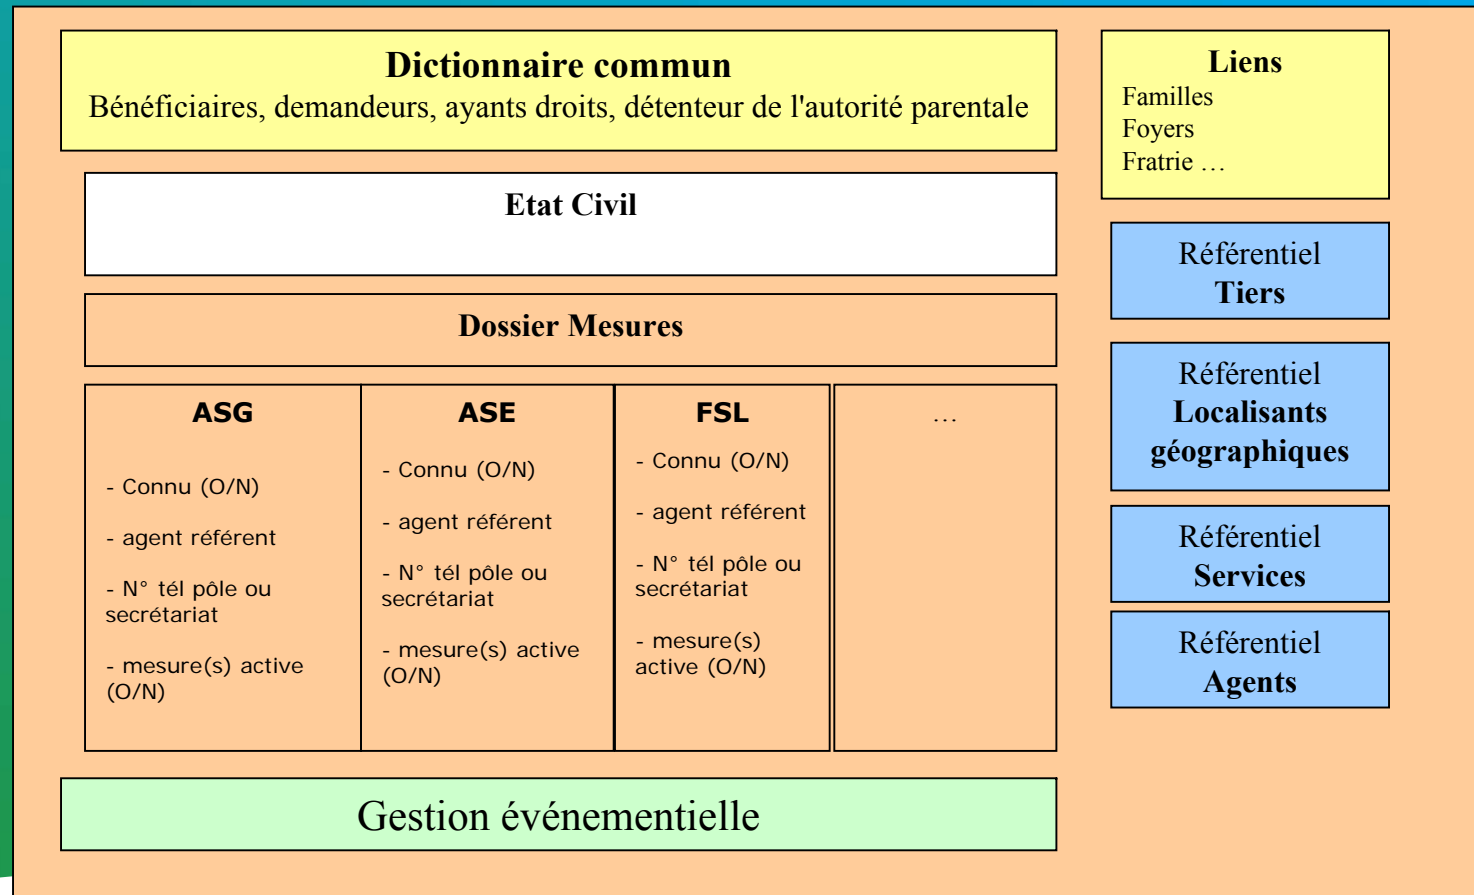 Dictionnaire commun
Bénéficiaires, demandeurs, ayants droits, détenteur de l'autorité parentale
Etat Civil
Dossier Mesures
ASG
- Connu (O/N)
- agent référent
- N° tél pôle ou
secrétariat
- mesure(s) active
(O/N)
ASE
- Connu (O/N)
- agent référent
- N° tél pôle ou
secrétariat
- mesure(s) active
(O/N)
FSL
- Connu (O/N)
- agent référent
- N° tél pôle ou
secrétariat
- mesure(s)
active (O/N)
…
Gestion événementielle
Liens
Familles
Foyers
Fratrie …
Référentiel
Tiers
Référentiel
Localisants
géographiques
Référentiel
Services
Référentiel
Agents